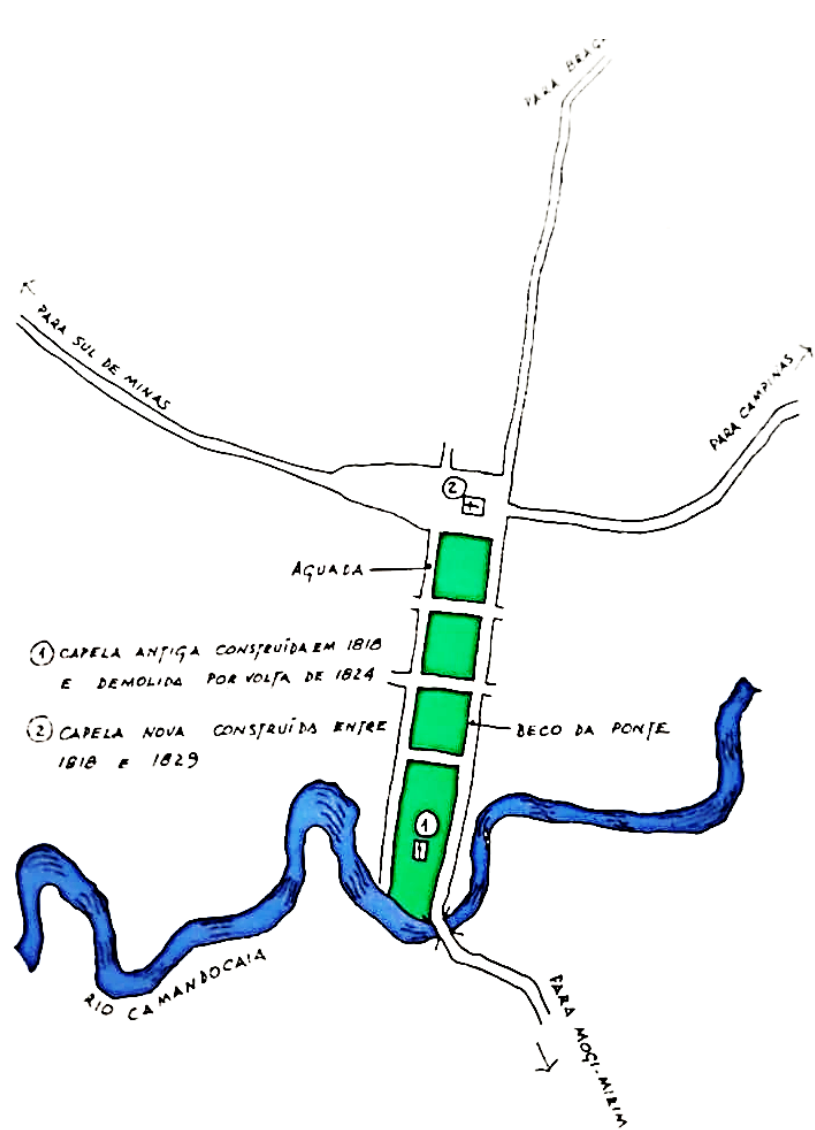 PARA BRAGA
PARA SUL DE MINAS
PARA CAMPINAS
2
AGUADA
1 CAPELA ANTIGA CONSTRUÍDA EM 1818
E DEMOLIDA POR VOLTA DE 1824
2 CAPELA NOVA CONSTRUÍDA ENTRE
1818 E 1829
BECO DA PONTE
1
RIO CAMANDOCAIA
PARA MOGI-MIRIM